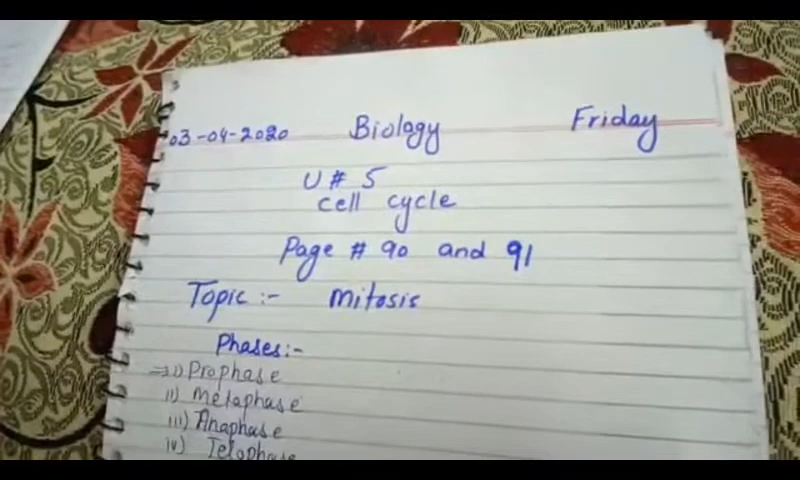 03-04-2020 Biology Friday
U # 5
cell cycle
Page # 90 and 91
Topic :- mitosis
Phases:-
⇒ i) Prophase
ii) Metaphase
iii) Anaphase
iv) Telophase